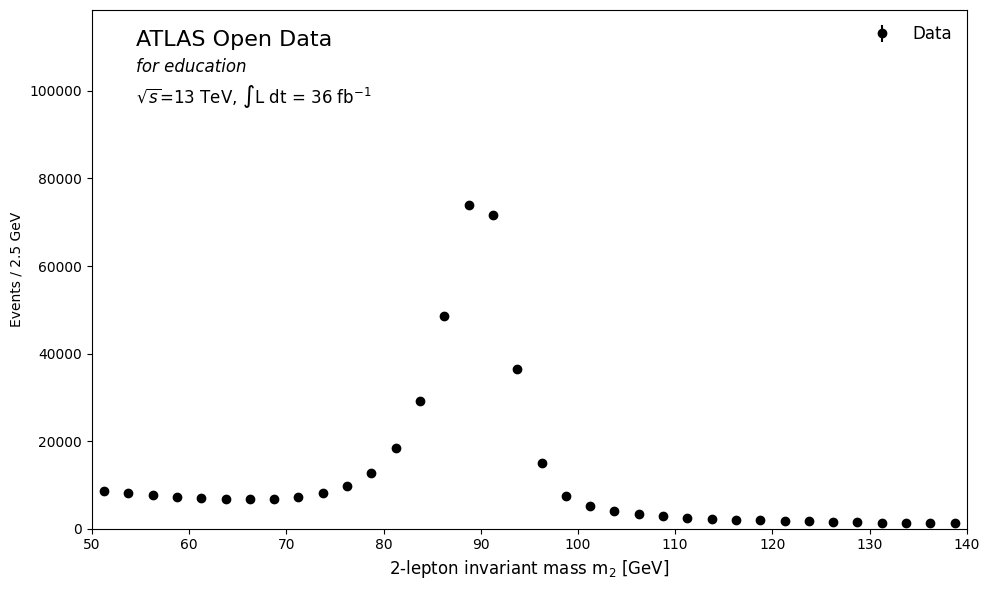 ATLAS Open Data
for education
√s=13 TeV, ∫L dt = 36 fb⁻¹
Data
Events / 2.5 GeV
100000
80000
60000
40000
20000
0
50 60 70 80 90 100 110 120 130 140
2-lepton invariant mass m₂ [GeV]